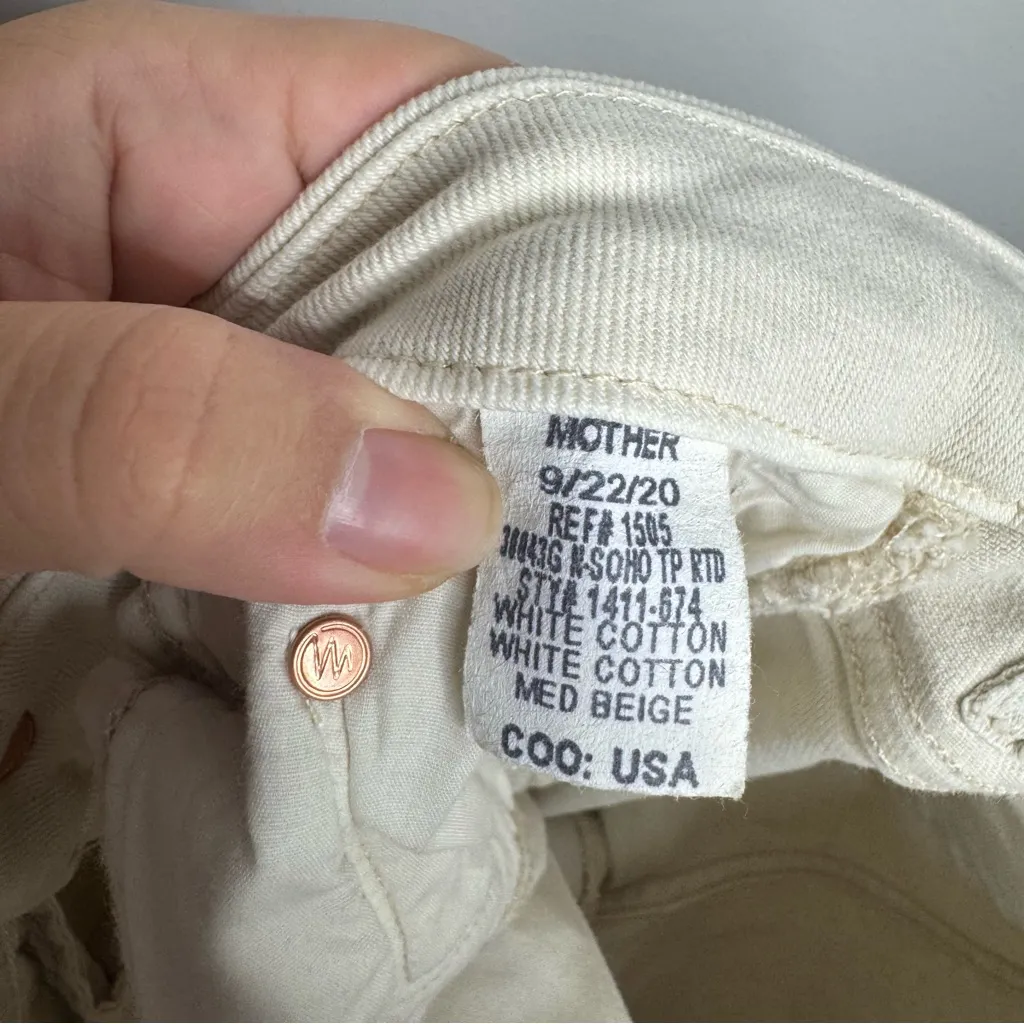 MOTHER
9/22/20
REF# 1505
N-SOHO TP RTD
STY# 1411-674
WHITE COTTON
WHITE COTTON
MED BEIGE
COO: USA
M